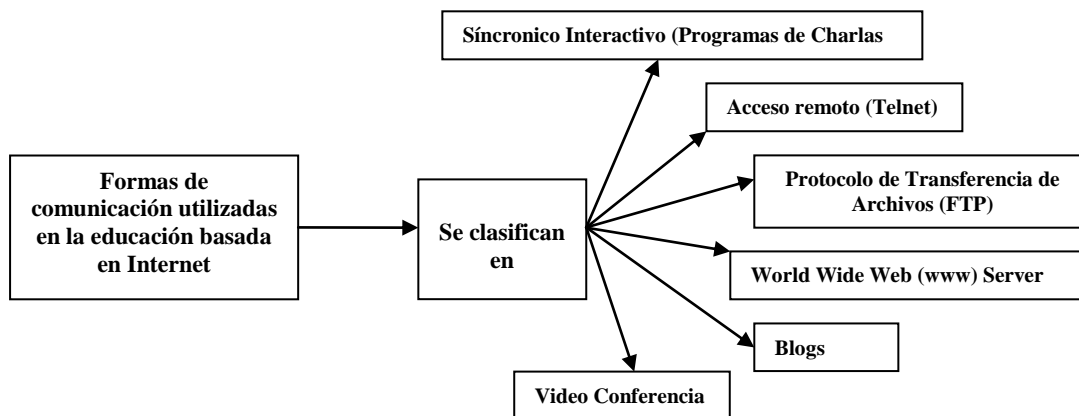 Síncronico Interactivo (Programas de Charlas
Acceso remoto (Telnet)
Formas de
comunicación utilizadas
en la educación basada
en Internet
Se clasifican
en
Protocolo de Transferencia de
Archivos (FTP)
World Wide Web (www) Server
Blogs
Video Conferencia